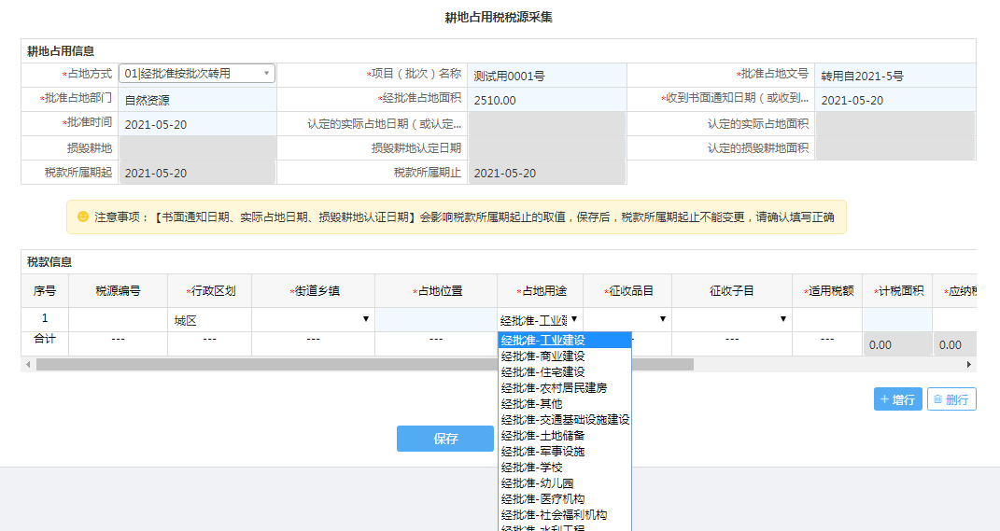 耕地占用税税源采集
耕地占用信息
*占地方式 01|经批准按批次转用 *项目（批次）名称 测试用0001号 *批准占地文号 转用自2021-5号
*批准占地部门 自然资源 *经批准占地面积 2510.00 *收到书面通知日期（或收到... 2021-05-20
*批准时间 2021-05-20 认定的实际占地日期（或认定... 认定的实际占地面积
损毁耕地 损毁耕地认定日期 认定的损毁耕地面积
税款所属期起 2021-05-20 税款所属期止 2021-05-20
注意事项：【书面通知日期、实际占地日期、损毁耕地认证日期】会影响税款所属期起止的取值，保存后，税款所属期起止不能变更，请确认填写正确
税款信息
序号 税源编号 *行政区划 *街道乡镇 *占地位置 *占地用途 *征收品目 征收子目 *适用税额 *计税面积 *应纳税
1 城区 经批准-工业建
合计 --- --- --- --- --- --- 0.00 0.00
经批准-工业建设
经批准-商业建设
经批准-住宅建设
经批准-农村居民建房
经批准-其他
经批准-交通基础设施建设
经批准-土地储备
经批准-军事设施
经批准-学校
经批准-幼儿园
经批准-医疗机构
经批准-社会福利机构
经批准-水利工程
+ 增行 删行
保存